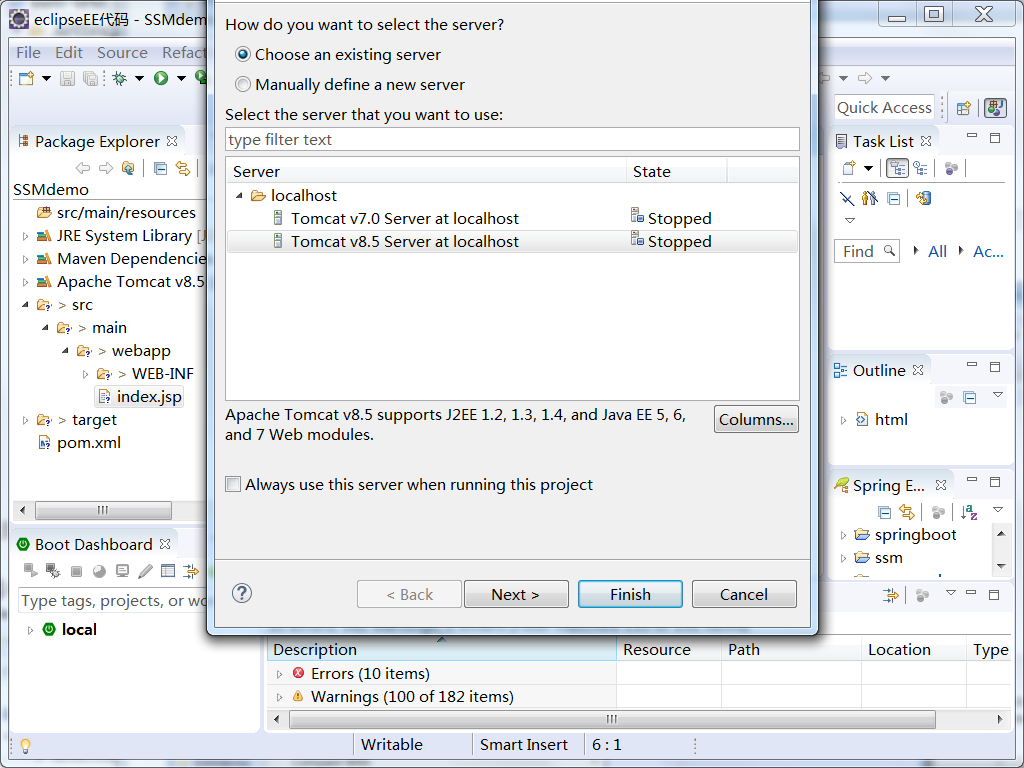 eclipseEE代码 - SSMdemo
File Edit Source Refact
Quick Access
Package Explorer
SSMdemo
src/main/resources
JRE System Library [J
Maven Dependencie
Apache Tomcat v8.5
> src
> main
> webapp
> WEB-INF
index.jsp
> target
pom.xml
Boot Dashboard
Type tags, projects, or wo
local
How do you want to select the server?
Choose an existing server
Manually define a new server
Select the server that you want to use:
type filter text
Server State
localhost
Tomcat v7.0 Server at localhost Stopped
Tomcat v8.5 Server at localhost Stopped
Apache Tomcat v8.5 supports J2EE 1.2, 1.3, 1.4, and Java EE 5, 6,
and 7 Web modules.
Columns...
Always use this server when running this project
< Back Next > Finish Cancel
Task List
Find All Ac...
Outline
html
Spring E...
springboot
ssm
Description Resource Path Location Type
Errors (10 items)
Warnings (100 of 182 items)
Writable Smart Insert 6 : 1